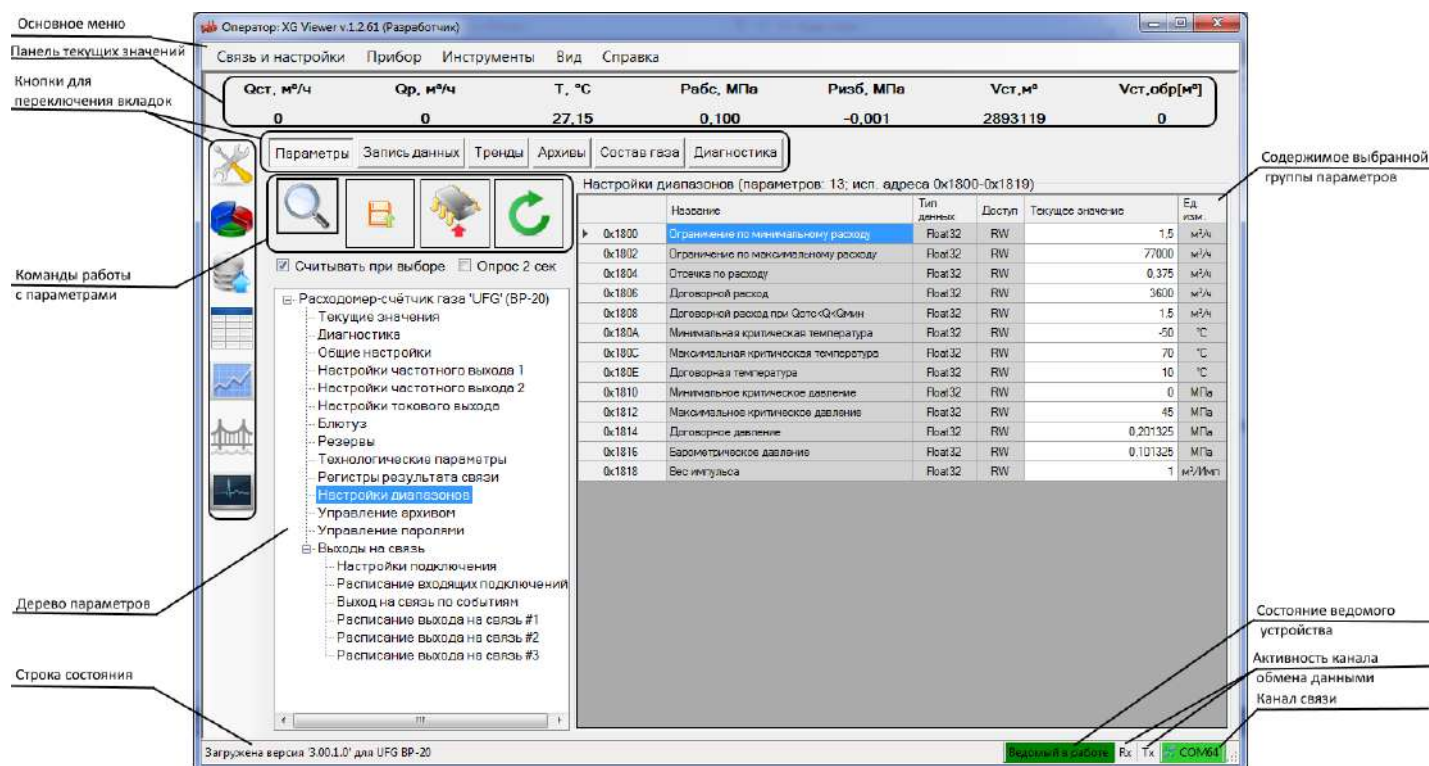 Основное меню
Панель текущих значений
Кнопки для
переключения вкладок
Команды работы
с параметрами
Дерево параметров
Строка состояния
Оператор: XG Viewer v.1.2.61 (Разработчик)
Связь и настройки Прибор Инструменты Вид Справка
Qст, м³/ч Qр, м³/ч T, °C Рабс, МПа Ризб, МПа Vст,м³ Vст,обр[м³]
0 0 27,15 0,100 -0,001 2893119 0
Параметры Запись данных Тренды Архивы Состав газа Диагностика
Считывать при выборе Опрос 2 сек
Расходомер-счётчик газа 'UFG' (BP-20)
Текущие значения
Диагностика
Общие настройки
Настройки частотного выхода 1
Настройки частотного выхода 2
Настройки токового выхода
Блютуз
Резервы
Технологические параметры
Регистры результата связи
Настройки диапазонов
Управление архивом
Управление паролями
Выходы на связь
Настройки подключения
Расписание входящих подключений
Выход на связь по событиям
Расписание выхода на связь #1
Расписание выхода на связь #2
Расписание выхода на связь #3
Настройки диапазонов (параметров: 13; исп. адреса 0x1800-0x1819)
Название Тип данных Доступ Текущее значение Ед изм.
0x1800 Ограничение по минимальному расходу Float32 RW 1,5 м³/ч
0x1802 Ограничение по максимальному расходу Float32 RW 77000 м³/ч
0x1804 Отсечка по расходу Float32 RW 0,375 м³/ч
0x1806 Договорной расход Float32 RW 3600 м³/ч
0x1808 Договорной расход при Qотс<Q<Qмин Float32 RW 1,5 м³/ч
0x180A Минимальная критическая температура Float32 RW -50 °C
0x180C Максимальная критическая температура Float32 RW 70 °C
0x180E Договорная температура Float32 RW 10 °C
0x1810 Минимальное критическое давление Float32 RW 0 МПа
0x1812 Максимальное критическое давление Float32 RW 45 МПа
0x1814 Договорное давление Float32 RW 0,201325 МПа
0x1816 Барометрическое давление Float32 RW 0,101325 МПа
0x1818 Вес импульса Float32 RW 1 м³/Имп
Содержимое выбранной
группы параметров
Состояние ведомого
устройства
Активность канала
обмена данными
Канал связи
Загружена версия '3.00.1.0' для UFG BP-20
Ведомый в работе Rx Tx COM64